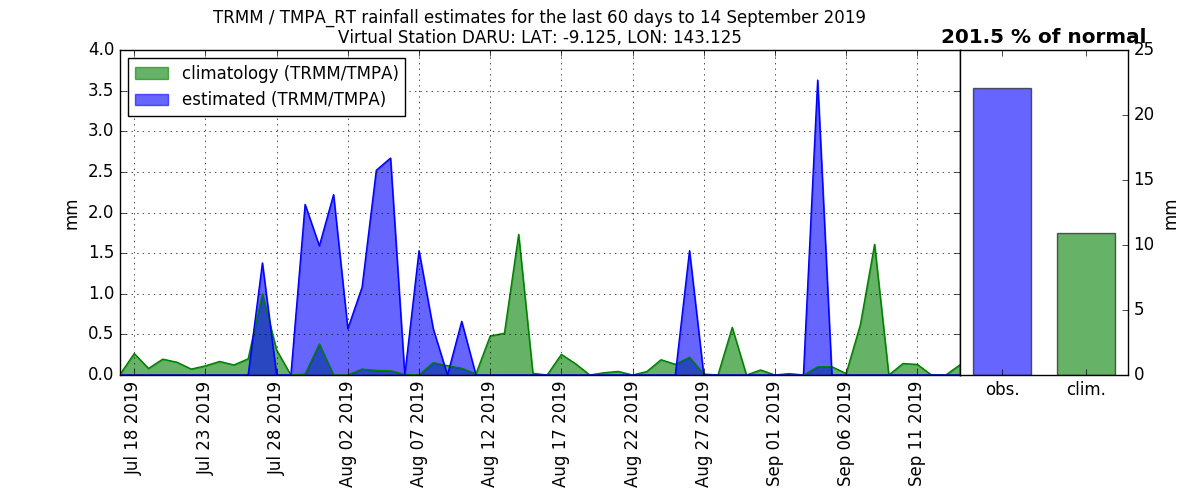 TRMM / TMPA_RT rainfall estimates for the last 60 days to 14 September 2019
Virtual Station DARU: LAT: -9.125, LON: 143.125
201.5 % of normal
climatology (TRMM/TMPA)
estimated (TRMM/TMPA)
4.0
3.5
3.0
2.5
2.0
1.5
1.0
0.5
0.0
mm
Jul 18 2019
Jul 23 2019
Jul 28 2019
Aug 02 2019
Aug 07 2019
Aug 12 2019
Aug 17 2019
Aug 22 2019
Aug 27 2019
Sep 01 2019
Sep 06 2019
Sep 11 2019
obs.
clim.
25
20
15
10
5
0
mm